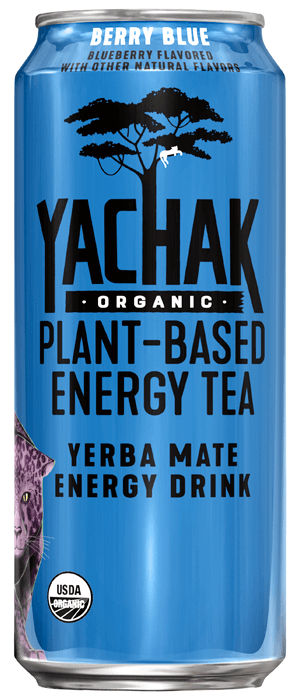 BERRY BLUE
BLUEBERRY FLAVORED
WITH OTHER NATURAL FLAVORS
YACHAK
· ORGANIC ·
PLANT-BASED
ENERGY TEA
YERBA MATE
ENERGY DRINK
USDA
ORGANIC